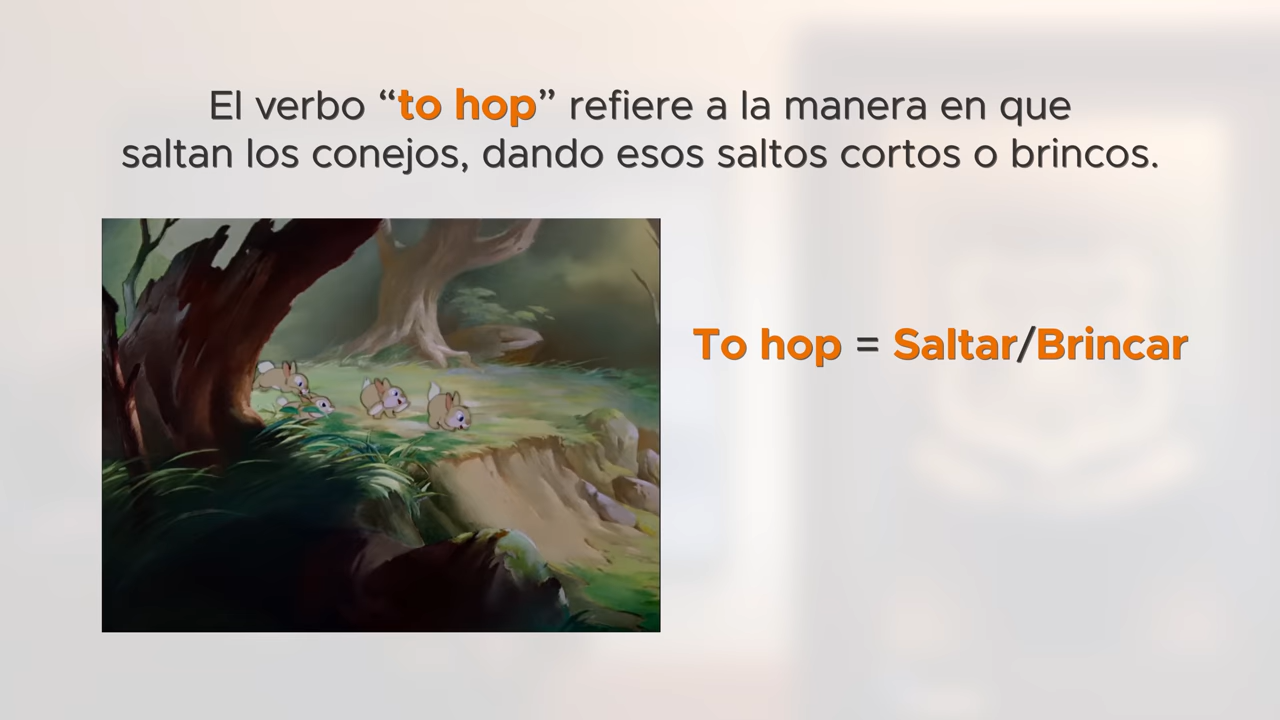 El verbo “to hop” refiere a la manera en que
saltan los conejos, dando esos saltos cortos o brincos.
To hop = Saltar/Brincar